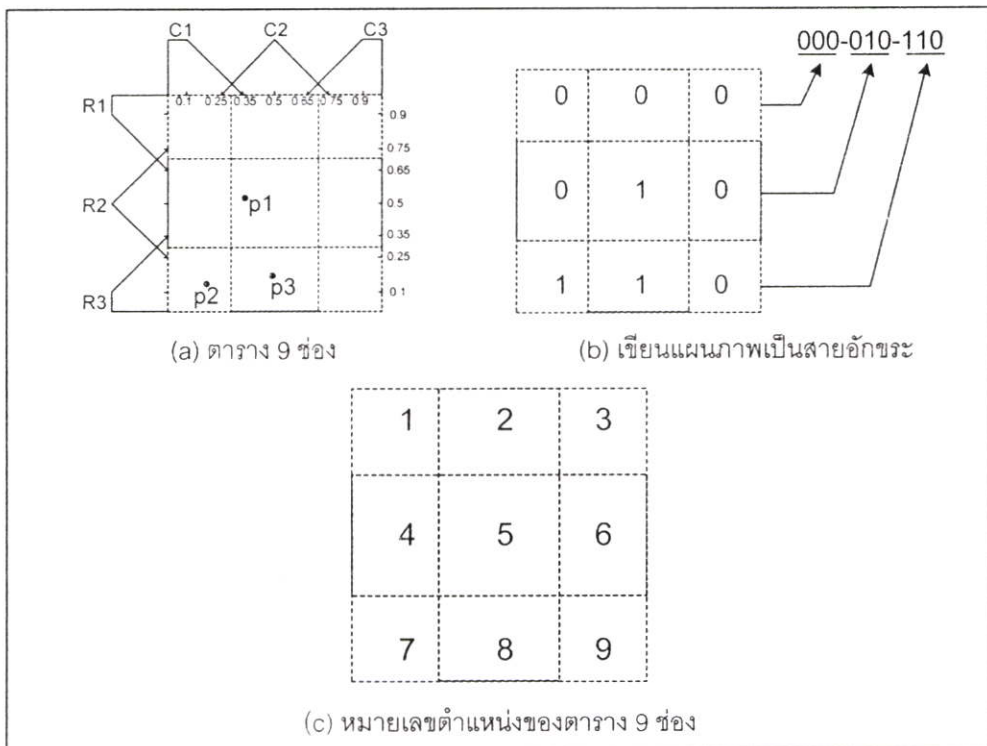 C1 C2 C3
000-010-110
0.1 0.25 0.35 0.5 0.65 0.75 0.9
R1
0.9
0.75
0.65
R2
0.5
0.35
0.25
R3
0.1
p1
p2 p3
0 0 0
0 1 0
1 1 0
(a) ตาราง 9 ช่อง
(b) เขียนแผนภาพเป็นสายอักขระ
1 2 3
4 5 6
7 8 9
(c) หมายเลขตำแหน่งของตาราง 9 ช่อง